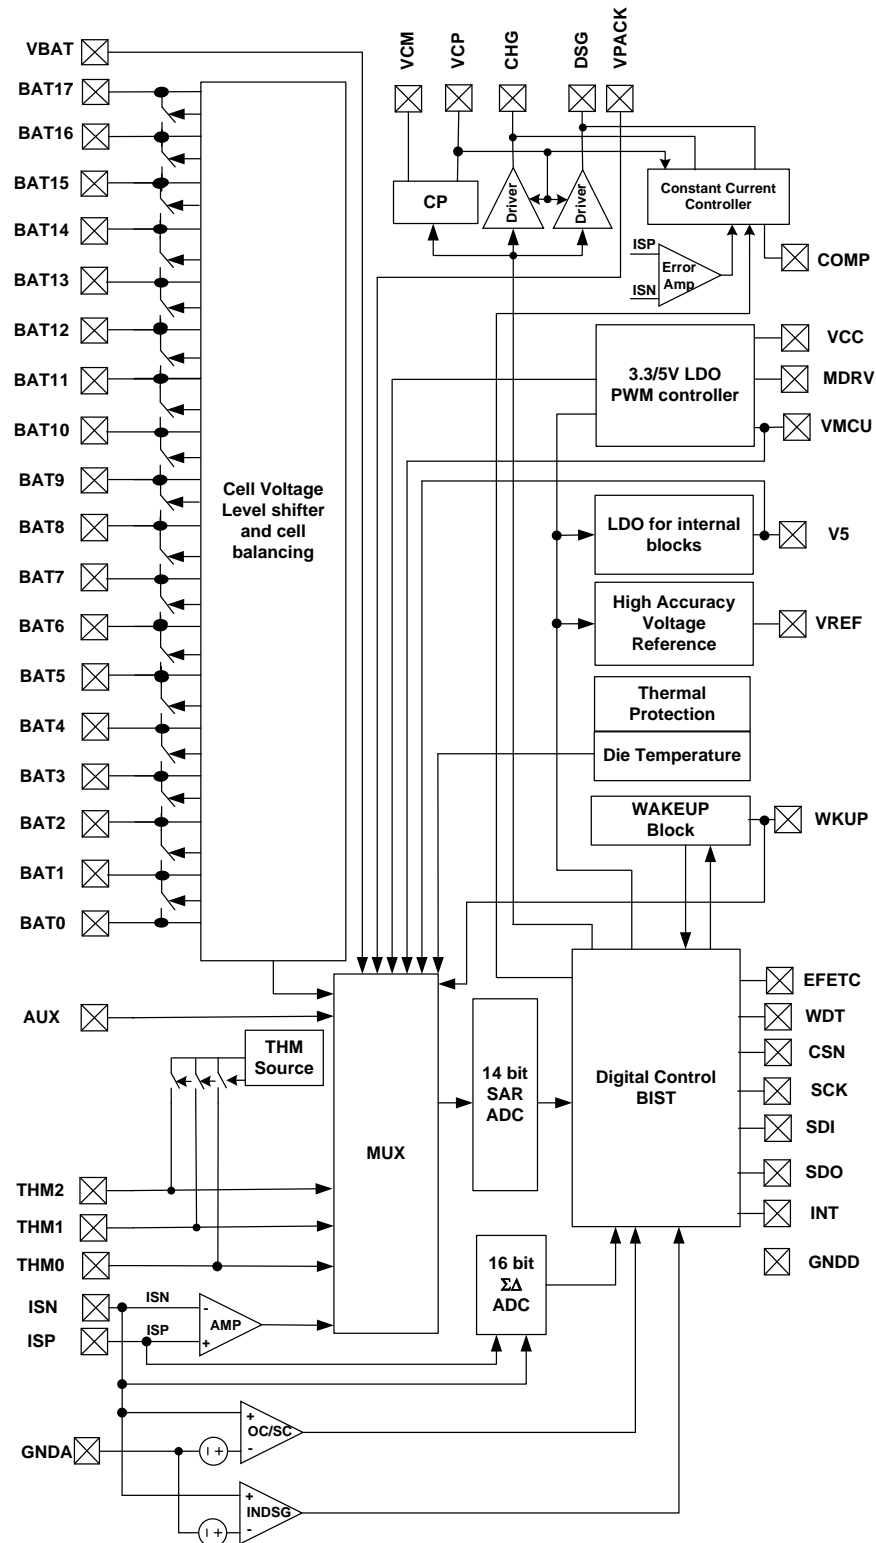 VBAT
BAT17
BAT16
BAT15
BAT14
BAT13
BAT12
BAT11
BAT10
BAT9
BAT8
BAT7
BAT6
BAT5
BAT4
BAT3
BAT2
BAT1
BAT0
AUX
THM2
THM1
THM0
ISN
ISP
GNDA
Cell Voltage
Level shifter
and cell
balancing
VCM
VCP
CHG
DSG
VPACK
CP
Driver
Driver
Constant Current
Controller
ISP
ISN
Error
Amp
COMP
3.3/5V LDO
PWM controller
VCC
MDRV
VMCU
LDO for internal
blocks
V5
High Accuracy
Voltage
Reference
VREF
Thermal
Protection
Die Temperature
WAKEUP
Block
WKUP
THM
Source
MUX
14 bit
SAR
ADC
Digital Control
BIST
EFETC
WDT
CSN
SCK
SDI
SDO
INT
GNDD
16 bit
ΣΔ
ADC
ISN
ISP
-
+
AMP
+
-
OC/SC
- +
+
-
INDSG
- +